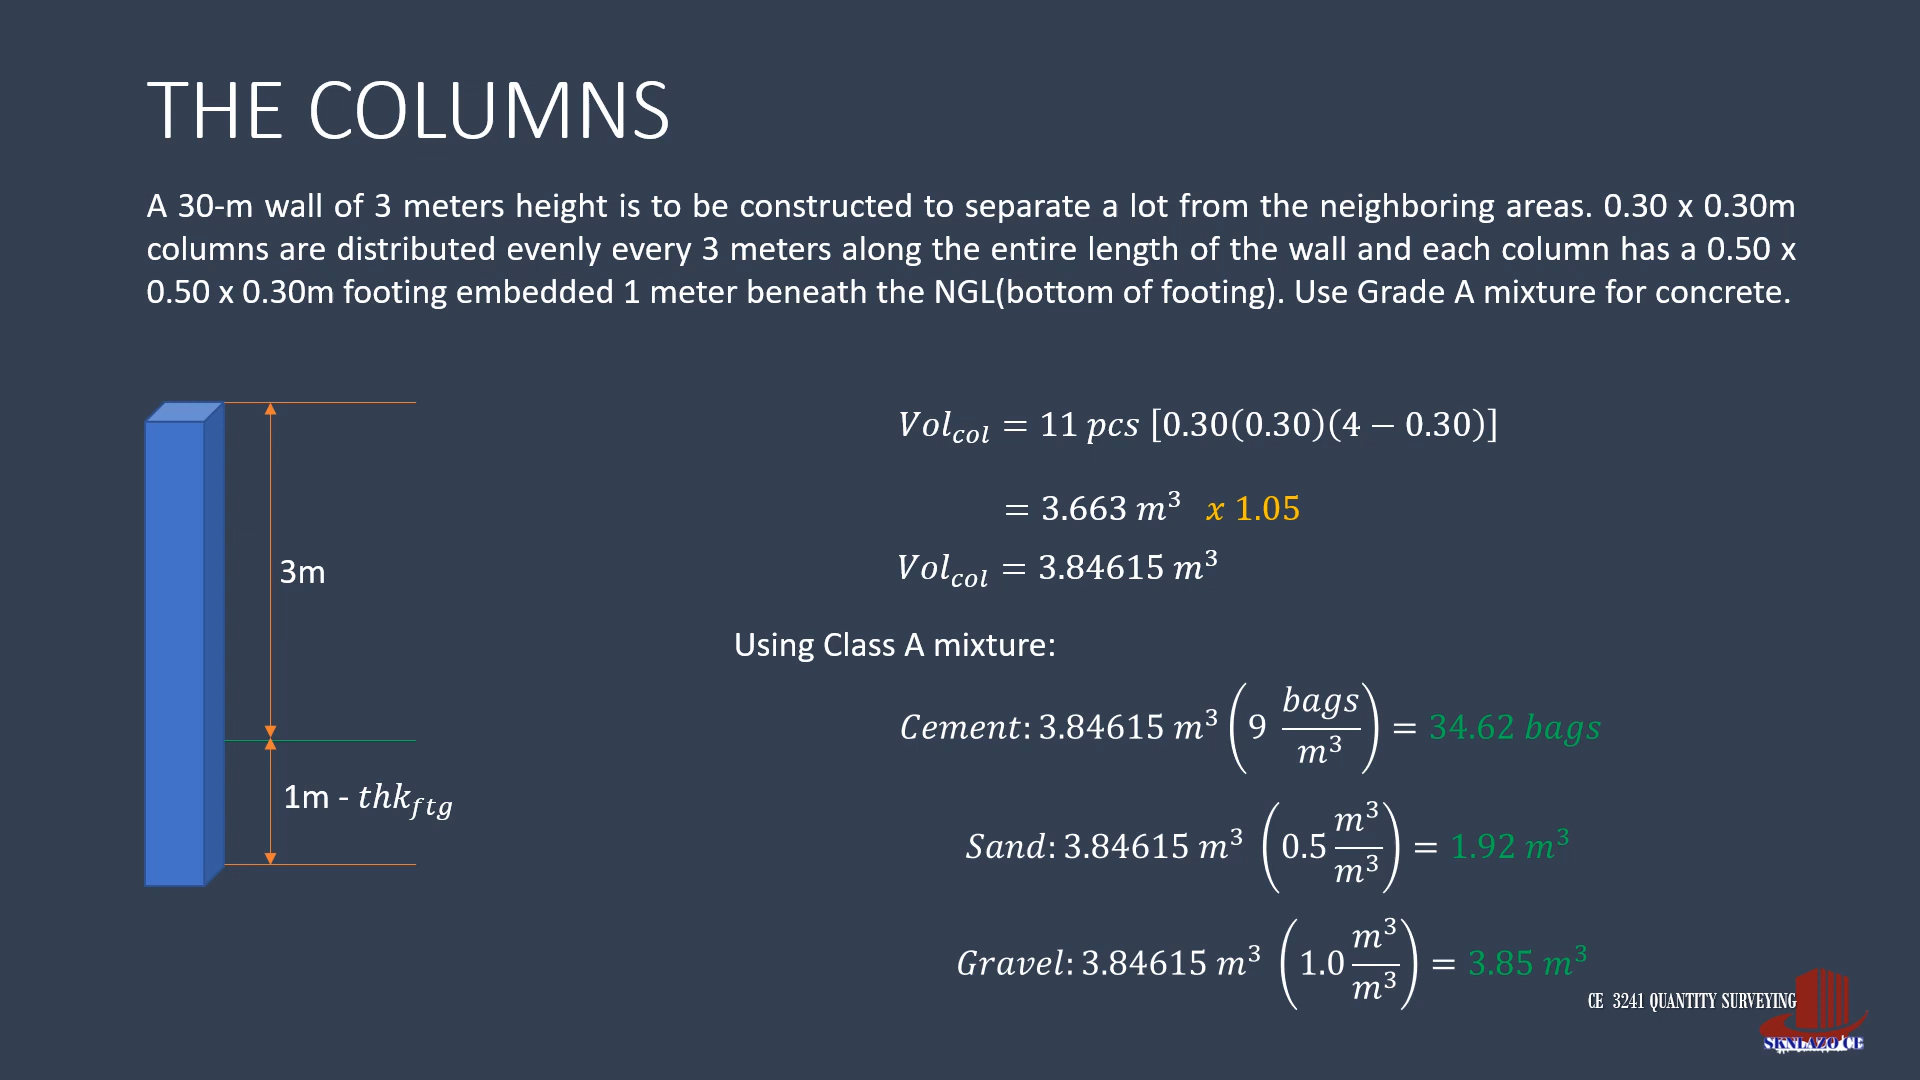 THE COLUMNS
A 30-m wall of 3 meters height is to be constructed to separate a lot from the neighboring areas. 0.30 x 0.30m
columns are distributed evenly every 3 meters along the entire length of the wall and each column has a 0.50 x
0.50 x 0.30m footing embedded 1 meter beneath the NGL(bottom of footing). Use Grade A mixture for concrete.
Vol_col = 11 pcs [0.30(0.30)(4 − 0.30)]
= 3.663 m³ x 1.05
Vol_col = 3.84615 m³
3m
Using Class A mixture:
Cement: 3.84615 m³ (9 bags/m³) = 34.62 bags
1m - thk_ftg
Sand: 3.84615 m³ (0.5 m³/m³) = 1.92 m³
Gravel: 3.84615 m³ (1.0 m³/m³) = 3.85 m³
CE 3241 QUANTITY SURVEYING
SKNLAZO CE